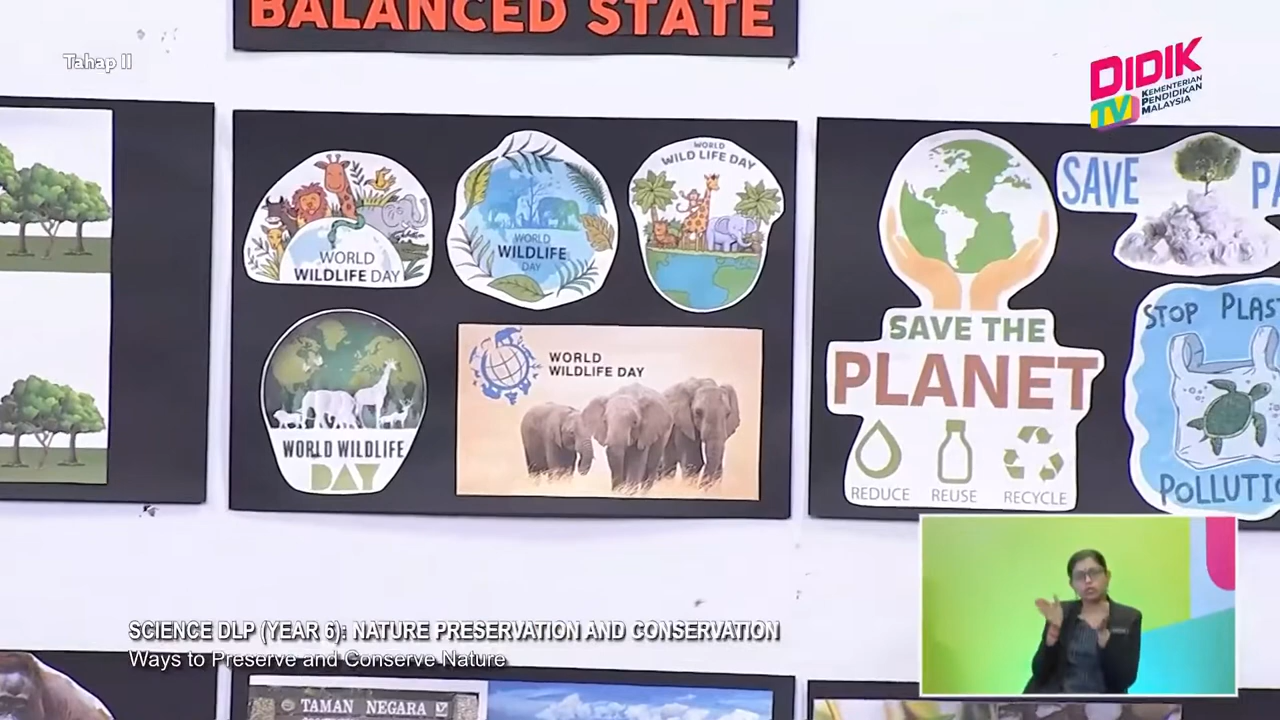 BALANCED STATE
Tahap II
DIDIK
TV
KEMENTERIAN
PENDIDIKAN
MALAYSIA
WORLD
WILDLIFE DAY
WORLD
WILDLIFE
DAY
WORLD
WILD LIFE DAY
WORLD WILDLIFE
DAY
WORLD
WILDLIFE DAY
SAVE THE
PLANET
REDUCE REUSE RECYCLE
SAVE
STOP
SCIENCE DLP (YEAR 6): NATURE PRESERVATION AND CONSERVATION
Ways to Preserve and Conserve Nature
TAMAN NEGARA